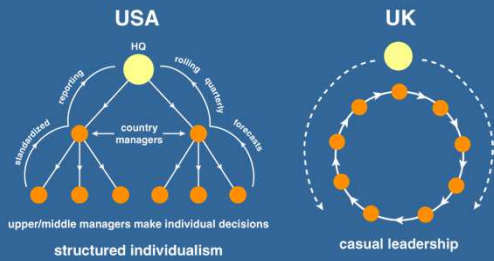 USA
HQ
standardized reporting
rolling quarterly forecasts
country
managers
upper/middle managers make individual decisions
structured individualism
UK
casual leadership